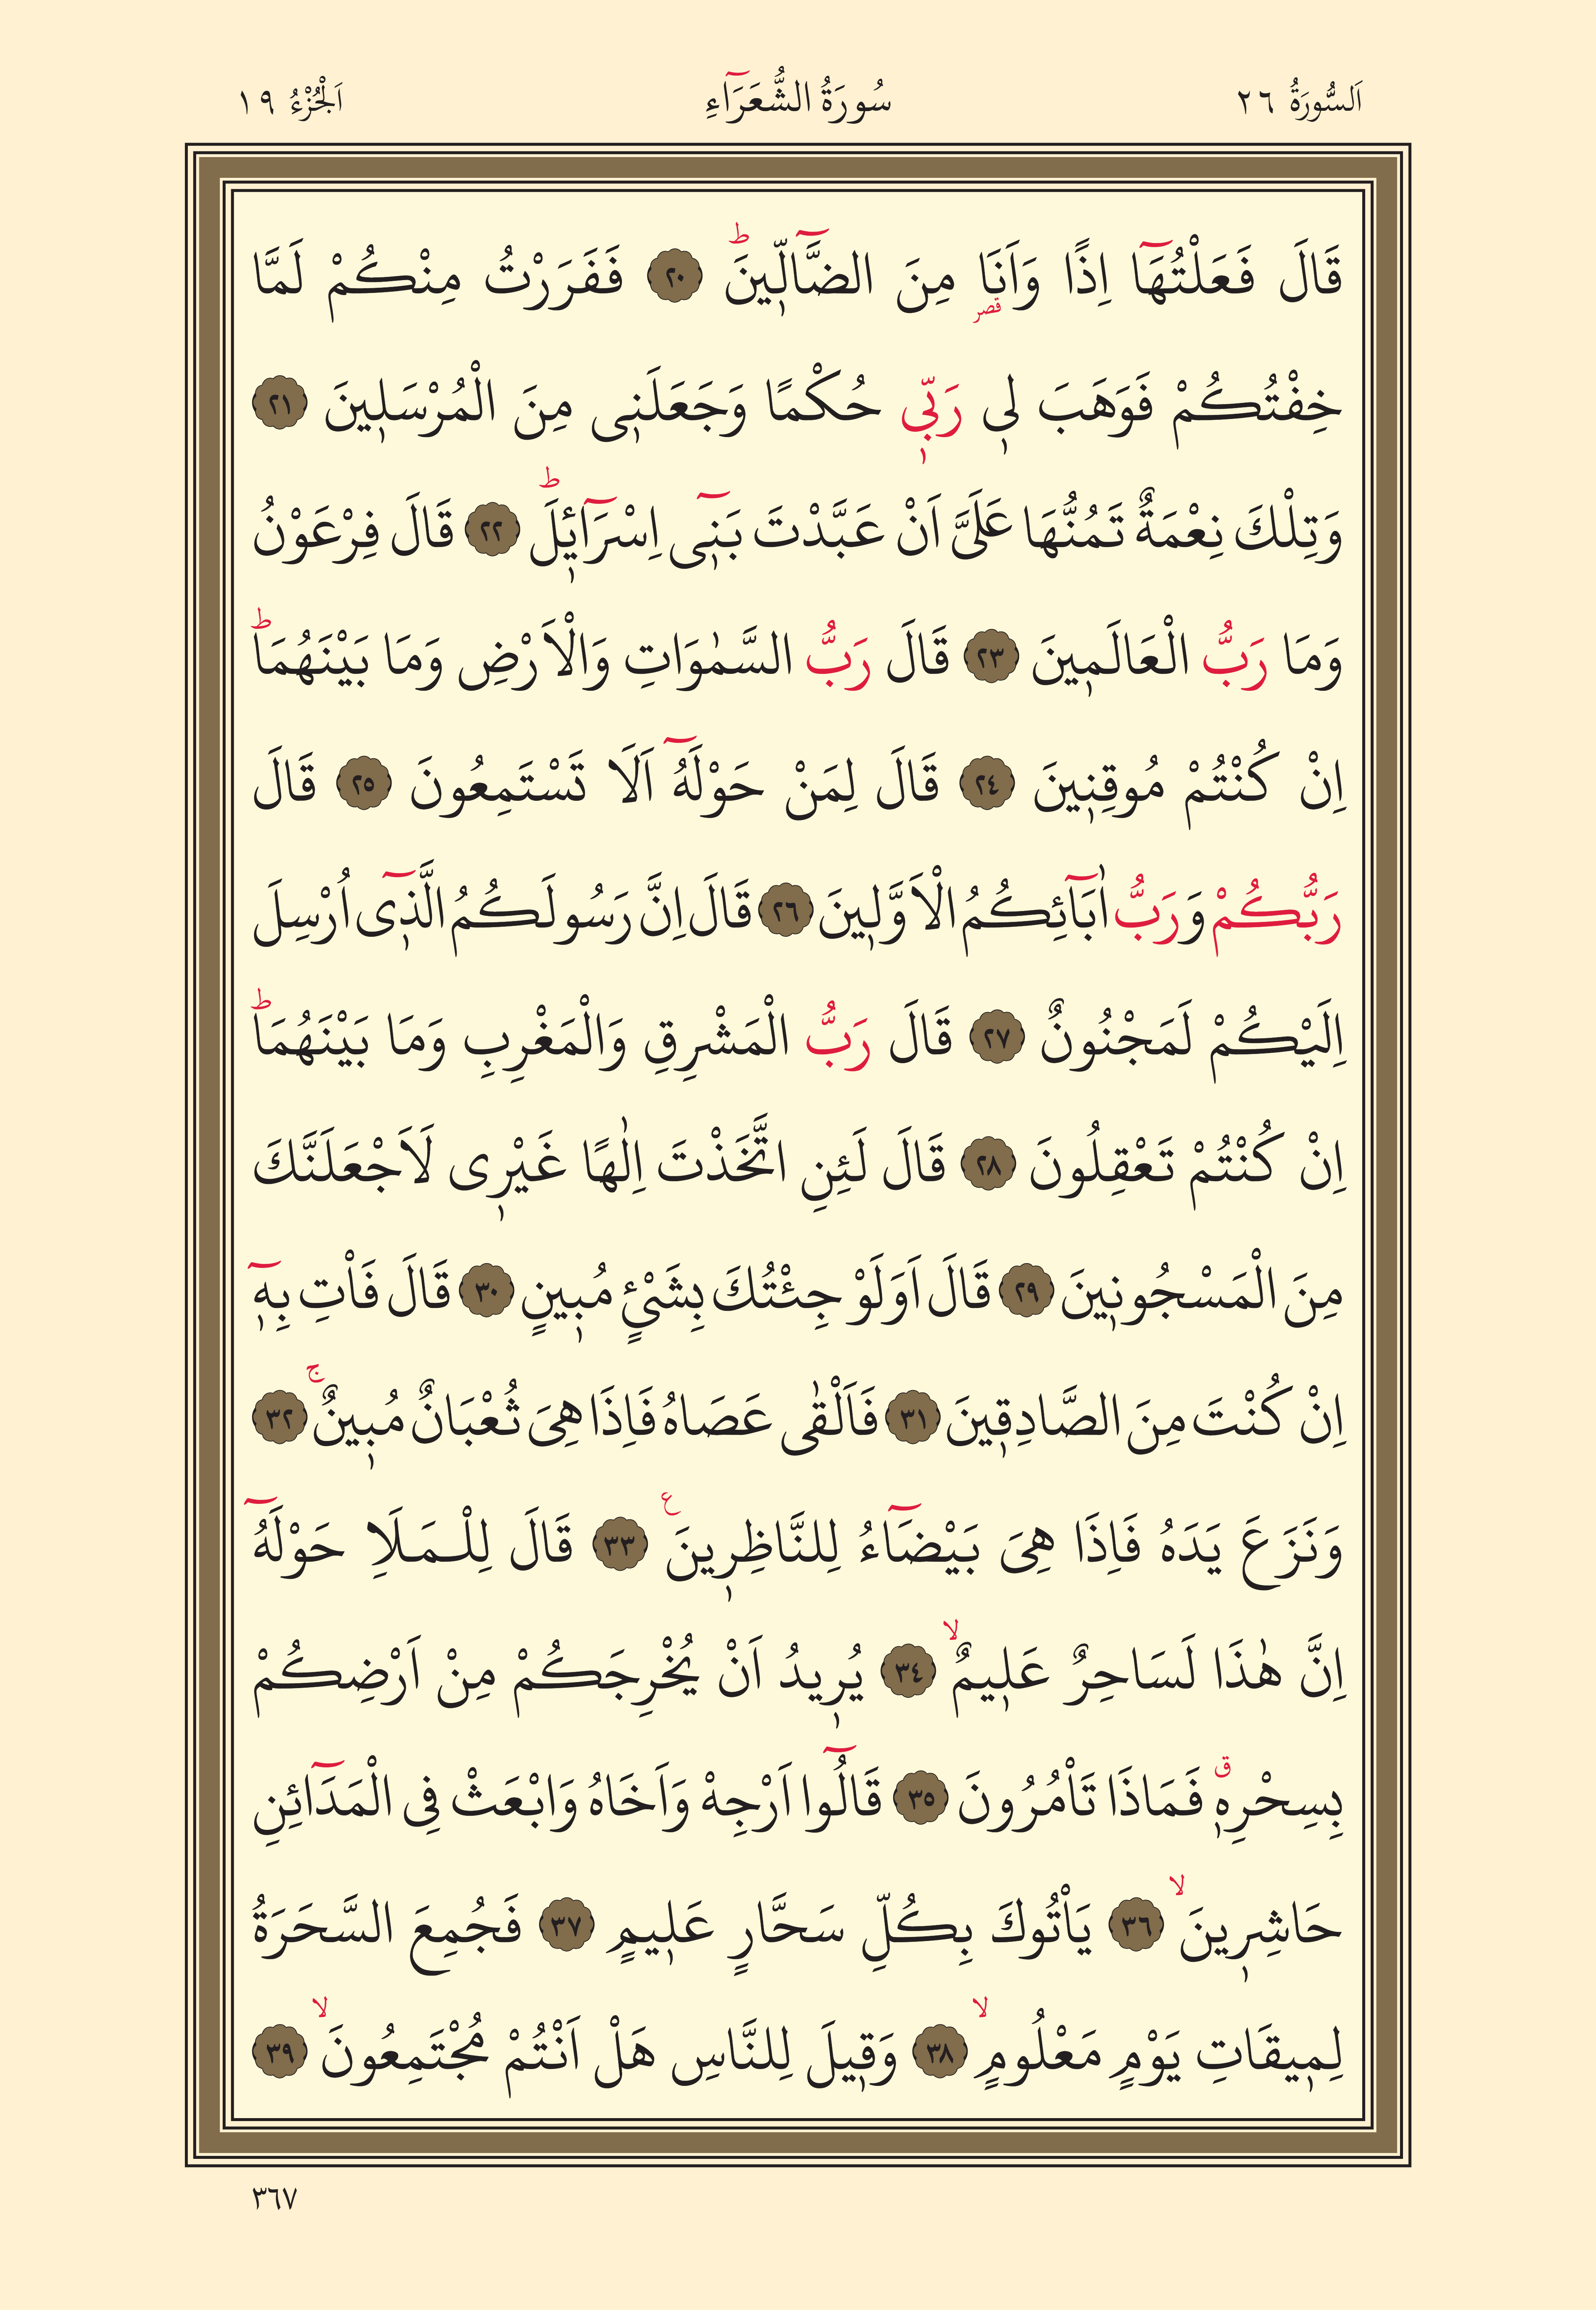 اَلسُّورَةُ ٢٦ سُورَةُ الشُّعَرَٓاءِ اَلْجُزْءُ ١٩
قَالَ فَعَلْتُهَٓا اِذًا وَاَنَا۬ مِنَ الضَّٓالّ۪ينَۜ ٢٠ فَفَرَرْتُ مِنْكُمْ لَمَّا
خِفْتُكُمْ فَوَهَبَ ل۪ى رَبّ۪ى حُكْمًا وَجَعَلَن۪ى مِنَ الْمُرْسَل۪ينَ ٢١
وَتِلْكَ نِعْمَةٌ تَمُنُّهَا عَلَىَّ اَنْ عَبَّدْتَ بَن۪ٓى اِسْرَٓائ۪لَۜ ٢٢ قَالَ فِرْعَوْنُ
وَمَا رَبُّ الْعَالَم۪ينَ ٢٣ قَالَ رَبُّ السَّمٰوَاتِ وَالْاَرْضِ وَمَا بَيْنَهُمَاۜ
اِنْ كُنْتُمْ مُوقِن۪ينَ ٢٤ قَالَ لِمَنْ حَوْلَهُٓ اَلَا تَسْتَمِعُونَ ٢٥ قَالَ
رَبُّكُمْ وَرَبُّ اٰبَٓائِكُمُ الْاَوَّل۪ينَ ٢٦ قَالَ اِنَّ رَسُولَكُمُ الَّذ۪ٓى اُرْسِلَ
اِلَيْكُمْ لَمَجْنُونٌ ٢٧ قَالَ رَبُّ الْمَشْرِقِ وَالْمَغْرِبِ وَمَا بَيْنَهُمَاۜ
اِنْ كُنْتُمْ تَعْقِلُونَ ٢٨ قَالَ لَئِنِ اتَّخَذْتَ اِلٰهًا غَيْر۪ى لَاَجْعَلَنَّكَ
مِنَ الْمَسْجُون۪ينَ ٢٩ قَالَ اَوَلَوْ جِئْتُكَ بِشَىْءٍ مُب۪ينٍ ٣٠ قَالَ فَاْتِ بِه۪ٓ
اِنْ كُنْتَ مِنَ الصَّادِق۪ينَ ٣١ فَاَلْقٰى عَصَاهُ فَاِذَا هِىَ ثُعْبَانٌ مُب۪ينٌۚ ٣٢
وَنَزَعَ يَدَهُ فَاِذَا هِىَ بَيْضَٓاءُ لِلنَّاظِر۪ينَ ع ٣٣ قَالَ لِلْمَلَاِ حَوْلَهُٓ
اِنَّ هٰذَا لَسَاحِرٌ عَل۪يمٌۙ ٣٤ يُر۪يدُ اَنْ يُخْرِجَكُمْ مِنْ اَرْضِكُمْ
بِسِحْرِه۪ۗ فَمَاذَا تَاْمُرُونَ ٣٥ قَالُٓوا اَرْجِهْ وَاَخَاهُ وَابْعَثْ فِى الْمَدَٓائِنِ
حَاشِر۪ينَۙ ٣٦ يَاْتُوكَ بِكُلِّ سَحَّارٍ عَل۪يمٍ ٣٧ فَجُمِعَ السَّحَرَةُ
لِم۪يقَاتِ يَوْمٍ مَعْلُومٍۙ ٣٨ وَق۪يلَ لِلنَّاسِ هَلْ اَنْتُمْ مُجْتَمِعُونَۙ ٣٩
٣٦٧